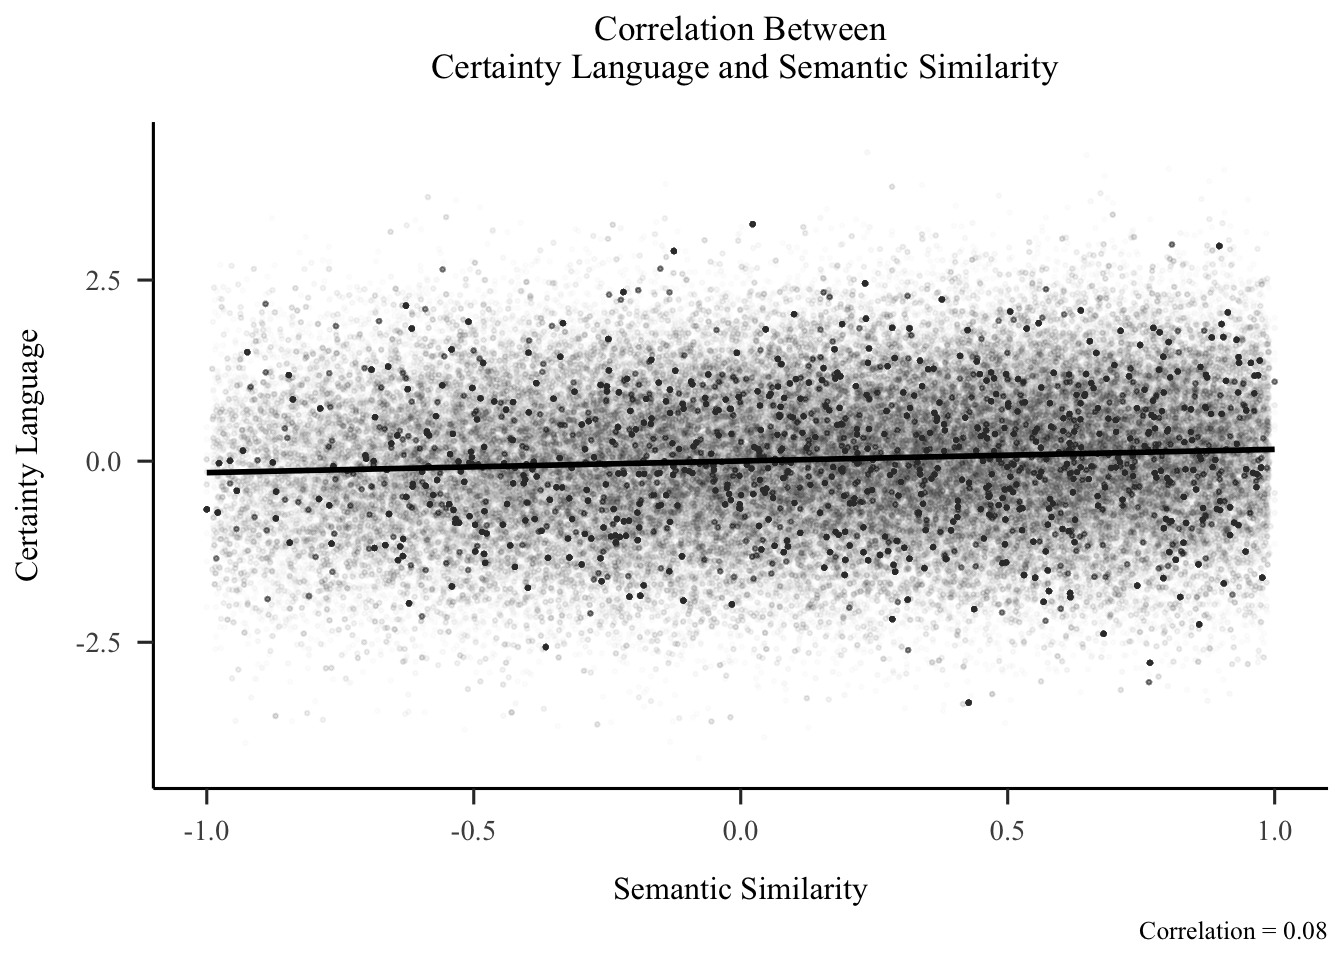 Correlation Between
Certainty Language and Semantic Similarity
Certainty Language
2.5
0.0
-2.5
-1.0
-0.5
0.0
0.5
1.0
Semantic Similarity
Correlation = 0.08